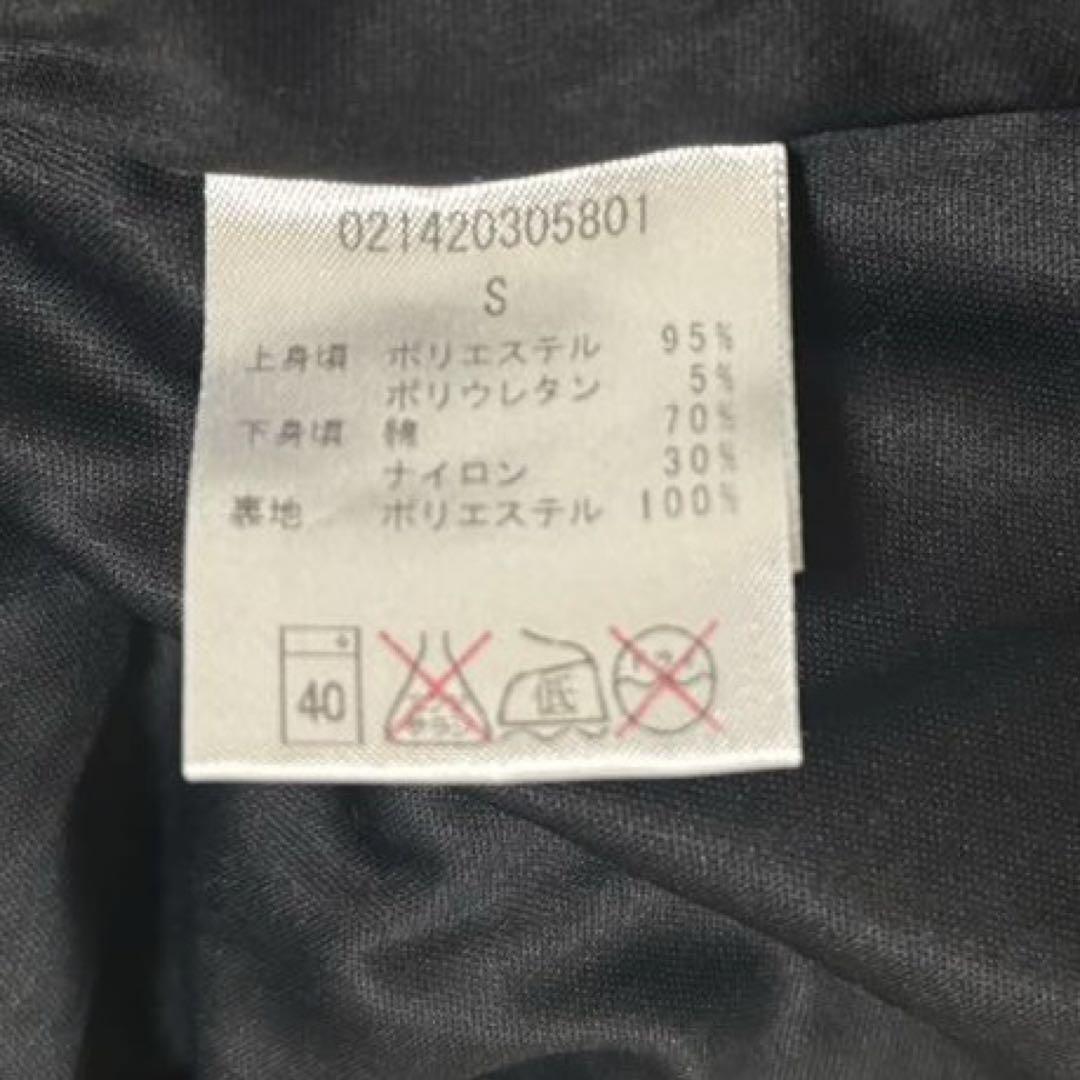 021420305801
S
上身頃 ポリエステル 95%
ポリウレタン 5%
下身頃 綿 70%
ナイロン 30%
裏地 ポリエステル 100%
40 低